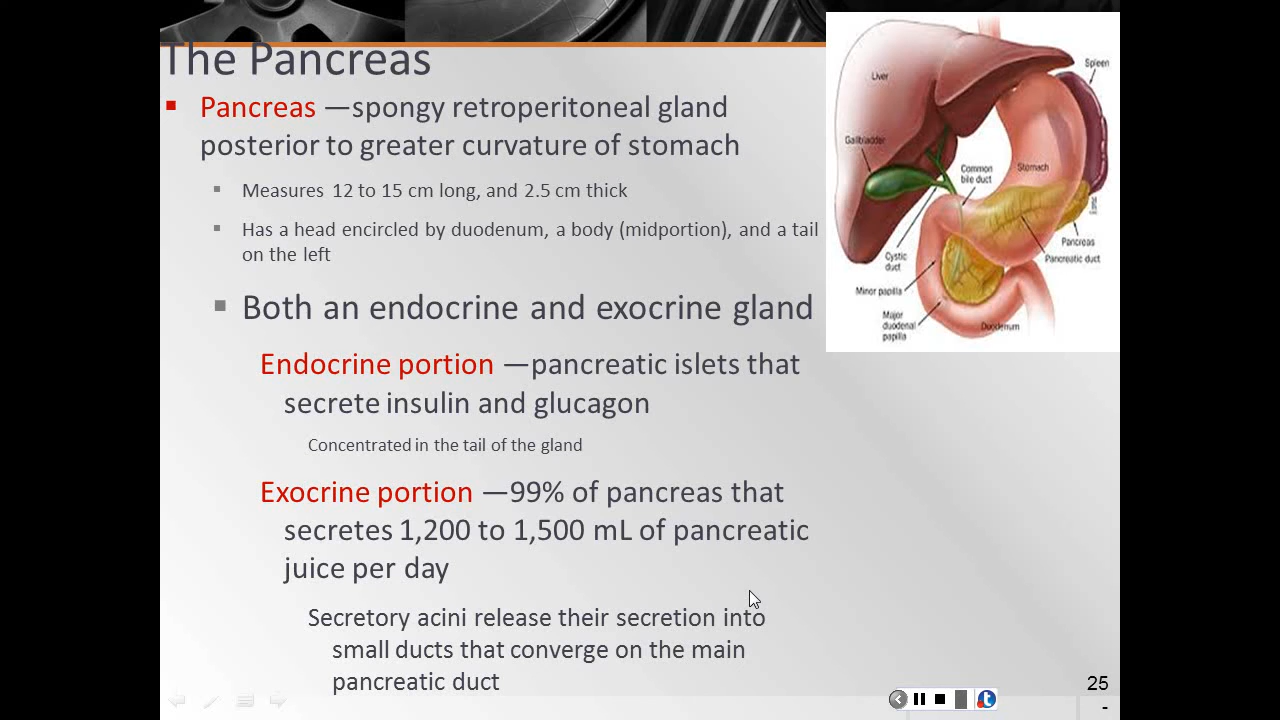 The Pancreas
Pancreas —spongy retroperitoneal gland
posterior to greater curvature of stomach
Measures 12 to 15 cm long, and 2.5 cm thick
Has a head encircled by duodenum, a body (midportion), and a tail
on the left
Both an endocrine and exocrine gland
Endocrine portion —pancreatic islets that
secrete insulin and glucagon
Concentrated in the tail of the gland
Exocrine portion —99% of pancreas that
secretes 1,200 to 1,500 mL of pancreatic
juice per day
Secretory acini release their secretion into
small ducts that converge on the main
pancreatic duct
Spleen
Liver
Gallbladder
Common
bile duct
Stomach
Pancreas
Pancreatic duct
Cystic
duct
Minor papilla
Major
duodenal
papilla
Duodenum
25
-